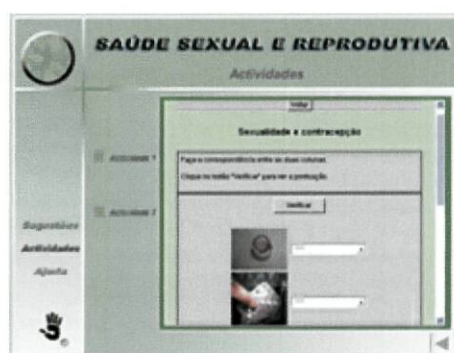 SAÚDE SEXUAL E REPRODUTIVA
Actividades
Voltar
Sexualidade e contracepção
Actividade 1
Faça a correspondência entre as duas colunas.
Clique no botão "Verificar" para ver a pontuação.
Verificar
Actividade 2
Sugestões
Actividades
Ajuda